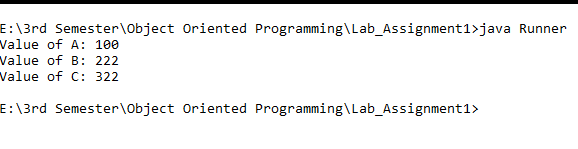 E:\3rd Semester\Object Oriented Programming\Lab_Assignment1>java Runner
Value of A: 100
Value of B: 222
Value of C: 322
E:\3rd Semester\Object Oriented Programming\Lab_Assignment1>